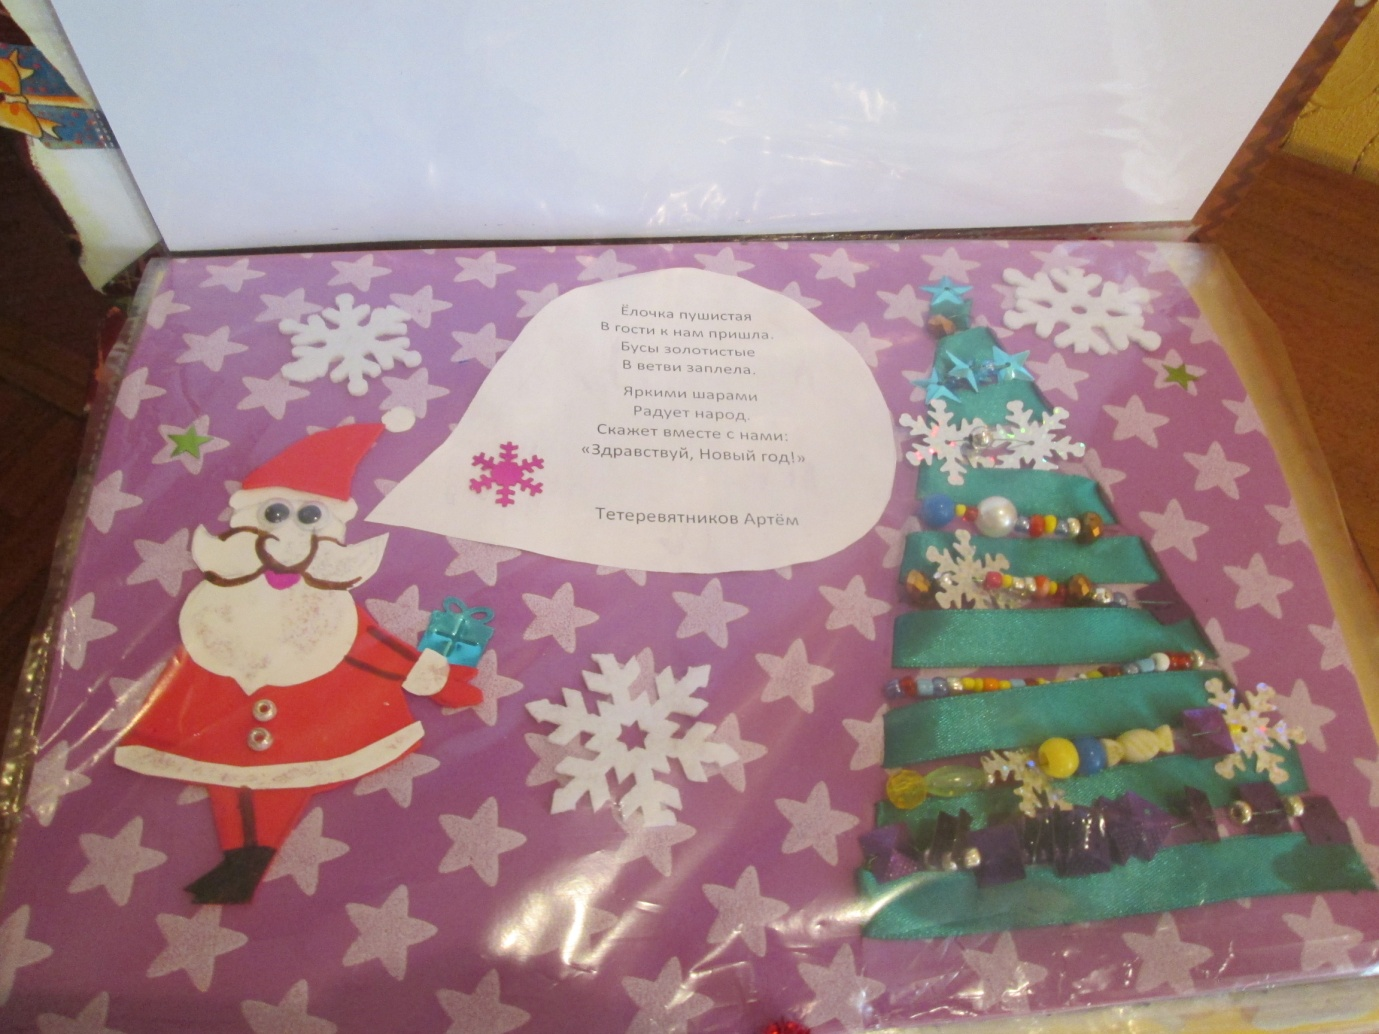 Ёлочка пушистая
В гости к нам пришла.
Бусы золотистые
В ветви заплела.
Яркими шарами
Радует народ.
Скажет вместе с нами:
«Здравствуй, Новый год!»
Тетеревятников Артём